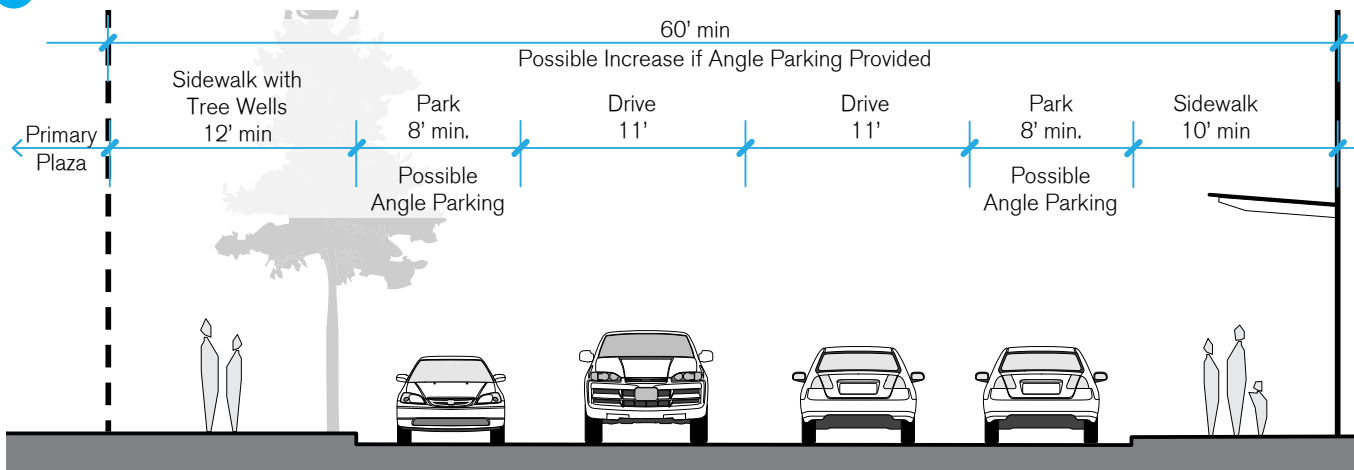 60' min
Possible Increase if Angle Parking Provided
Primary
Plaza
Sidewalk with
Tree Wells
12' min
Park
8' min.
Possible
Angle Parking
Drive
11'
Drive
11'
Park
8' min.
Possible
Angle Parking
Sidewalk
10' min